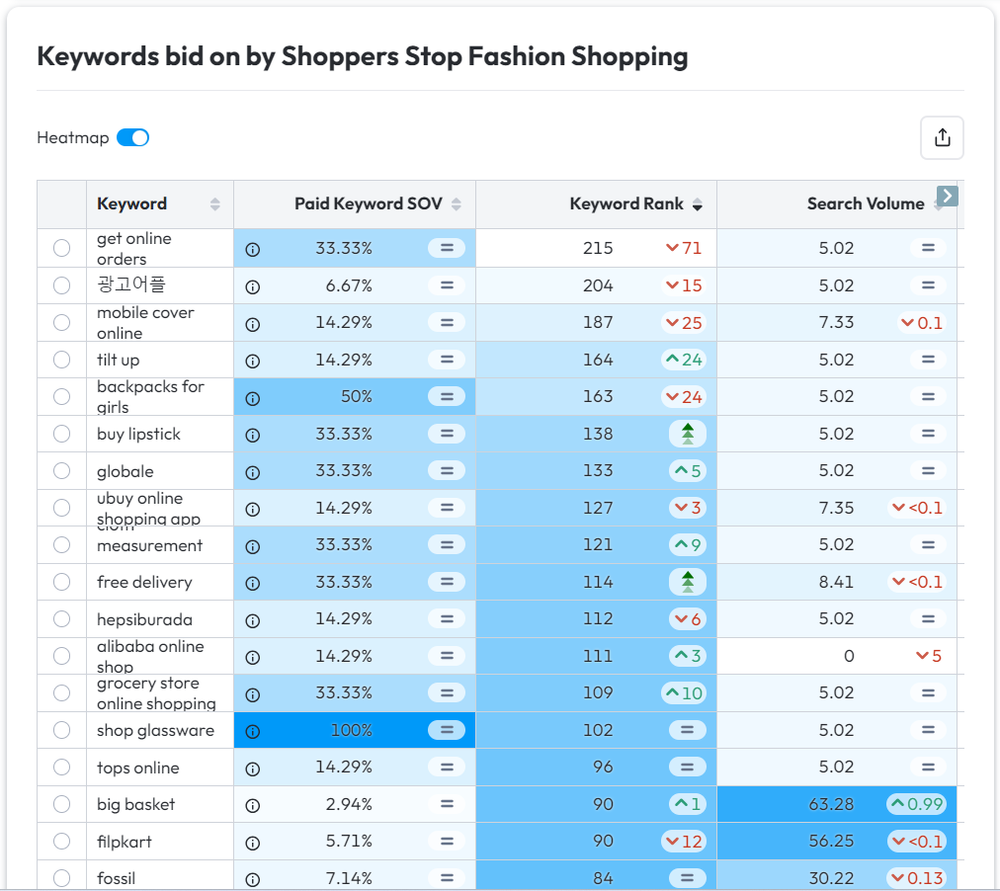 Keywords bid on by Shoppers Stop Fashion Shopping
Heatmap
Keyword Paid Keyword SOV Keyword Rank Search Volume
get online
orders 33.33% = 215 71 5.02 =
광고어플 6.67% = 204 15 5.02 =
mobile cover
online 14.29% = 187 25 7.33 0.1
tilt up 14.29% = 164 24 5.02 =
backpacks for
girls 50% = 163 24 5.02 =
buy lipstick 33.33% = 138 5.02 =
globale 33.33% = 133 5 5.02 =
ubuy online
shopping app 14.29% = 127 3 7.35 <0.1
cloth
measurement 33.33% = 121 9 5.02 =
free delivery 33.33% = 114 8.41 <0.1
hepsiburada 14.29% = 112 6 5.02 =
alibaba online
shop 14.29% = 111 3 0 5
grocery store
online shopping 33.33% = 109 10 5.02 =
shop glassware 100% = 102 = 5.02 =
tops online 14.29% = 96 = 5.02 =
big basket 2.94% = 90 1 63.28 0.99
filpkart 5.71% = 90 12 56.25 <0.1
fossil 7.14% = 84 = 30.22 0.13